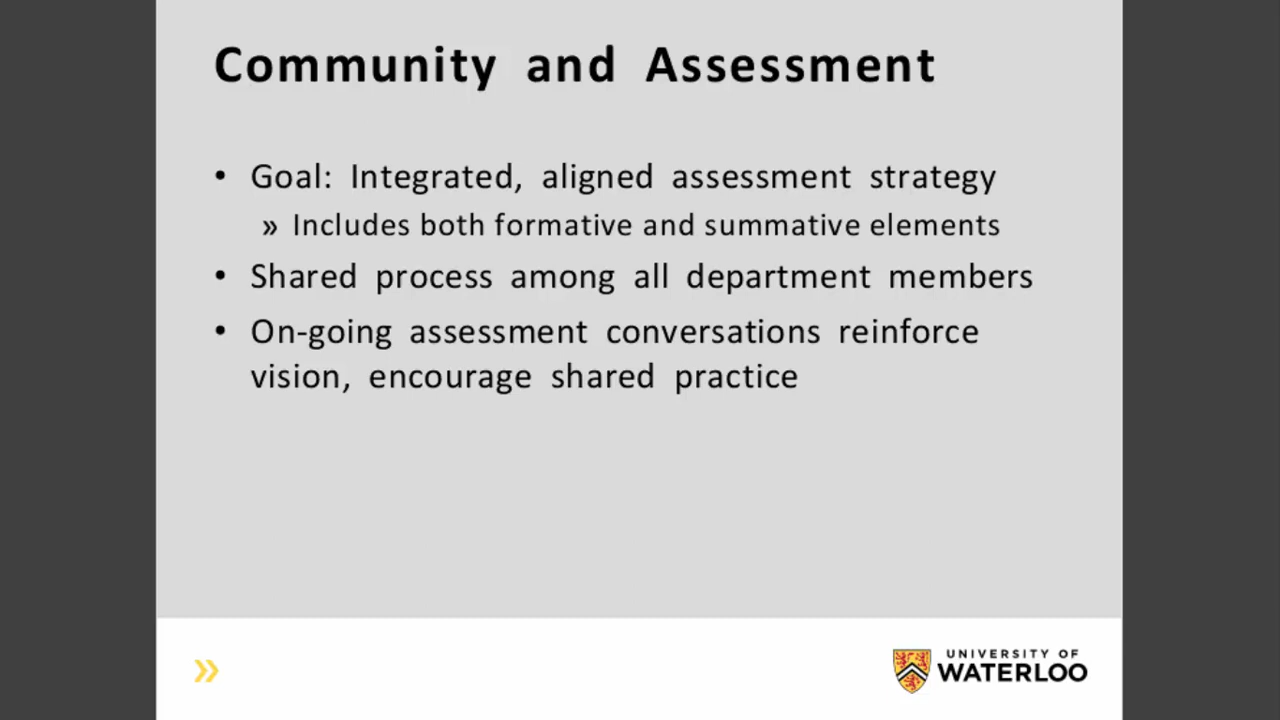 Community and Assessment
• Goal: Integrated, aligned assessment strategy
» Includes both formative and summative elements
• Shared process among all department members
• On-going assessment conversations reinforce
vision, encourage shared practice
UNIVERSITY OF
WATERLOO